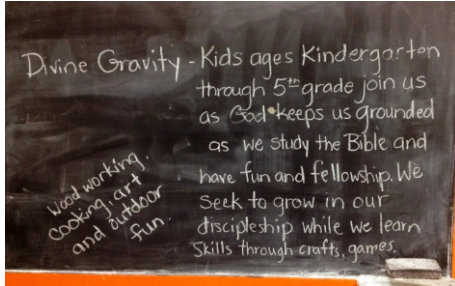 Divine Gravity - Kids ages Kindergarten
through 5th grade join us
as God keeps us grounded
as we study the Bible and
have fun and fellowship. We
seek to grow in our
discipleship while we learn
skills through crafts, games,
wood working,
cooking, art
and outdoor
fun.